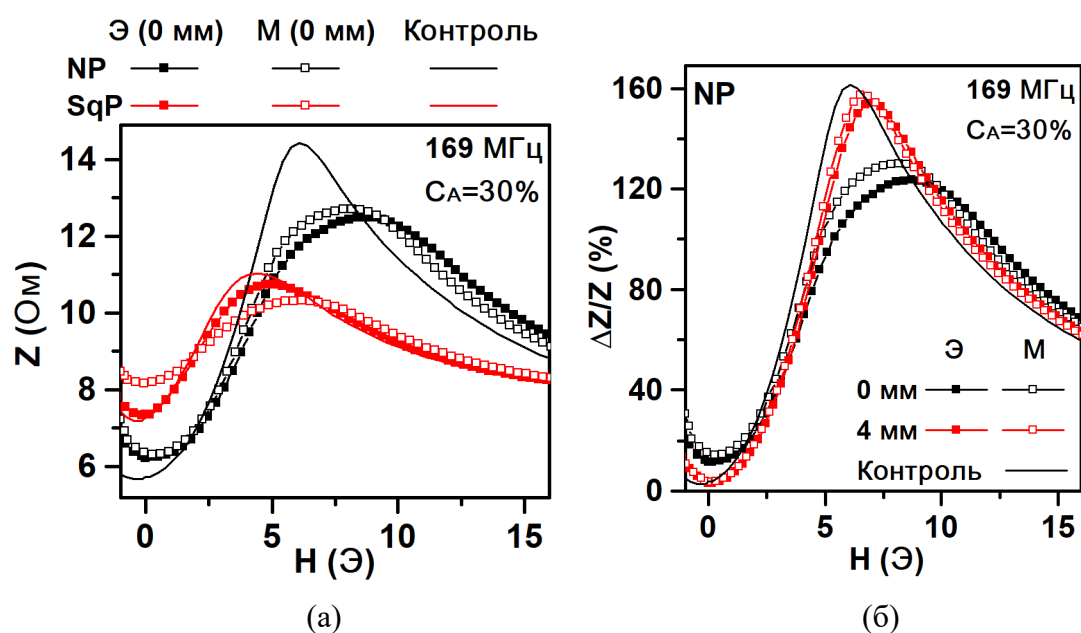 Э (0 мм) М (0 мм) Контроль
NP
SqP
169 МГц
CA=30%
14
12
10
8
6
Z (Ом)
0 5 10 15
H (Э)
(а)
NP
169 МГц
CA=30%
160
120
80
40
0
ΔZ/Z (%)
Э М
0 мм
4 мм
Контроль
0 5 10 15
H (Э)
(б)